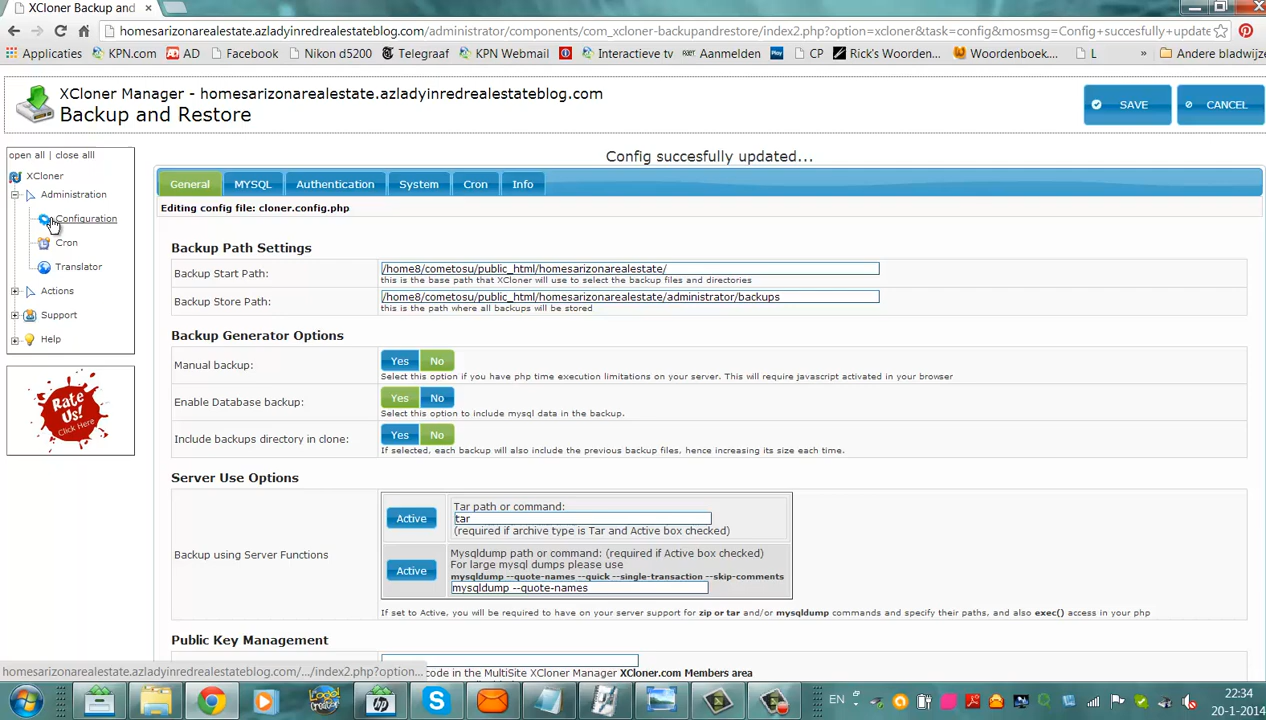 XCloner Backup and
homesarizonarealestate.azladyinredrealestateblog.com/administrator/components/com_xcloner-backupandrestore/index2.php?option=xcloner&task=config&mosmsg=Config+succesfully+update
Applicaties KPN.com AD Facebook Nikon d5200 Telegraaf KPN Webmail Interactieve tv Aanmelden Play CP Rick's Woorden... Woordenboek.... L » Andere bladwijze
XCloner Manager - homesarizonarealestate.azladyinredrealestateblog.com
Backup and Restore
SAVE CANCEL
open all | close alll
Config succesfully updated...
XCloner
Administration
Configuration
Cron
Translator
Actions
Support
Help
Rate Us!
Click Here
General MYSQL Authentication System Cron Info
Editing config file: cloner.config.php
Backup Path Settings
Backup Start Path: /home8/cometosu/public_html/homesarizonarealestate/
this is the base path that XCloner will use to select the backup files and directories
Backup Store Path: /home8/cometosu/public_html/homesarizonarealestate/administrator/backups
this is the path where all backups will be stored
Backup Generator Options
Manual backup: Yes No
Select this option if you have php time execution limitations on your server. This will require javascript activated in your browser
Enable Database backup: Yes No
Select this option to include mysql data in the backup.
Include backups directory in clone: Yes No
If selected, each backup will also include the previous backup files, hence increasing its size each time.
Server Use Options
Backup using Server Functions
Active
Tar path or command:
tar
(required if archive type is Tar and Active box checked)
Active
Mysqldump path or command: (required if Active box checked)
For large mysql dumps please use
mysqldump --quote-names --quick --single-transaction --skip-comments
mysqldump --quote-names
If set to Active, you will be required to have on your server support for zip or tar and/or mysqldump commands and specify their paths, and also exec() access in your php
Public Key Management
code in the MultiSite XCloner Manager XCloner.com Members area
homesarizonarealestate.azladyinredrealestateblog.com/.../index2.php?option...
EN
22:34
20-1-2014